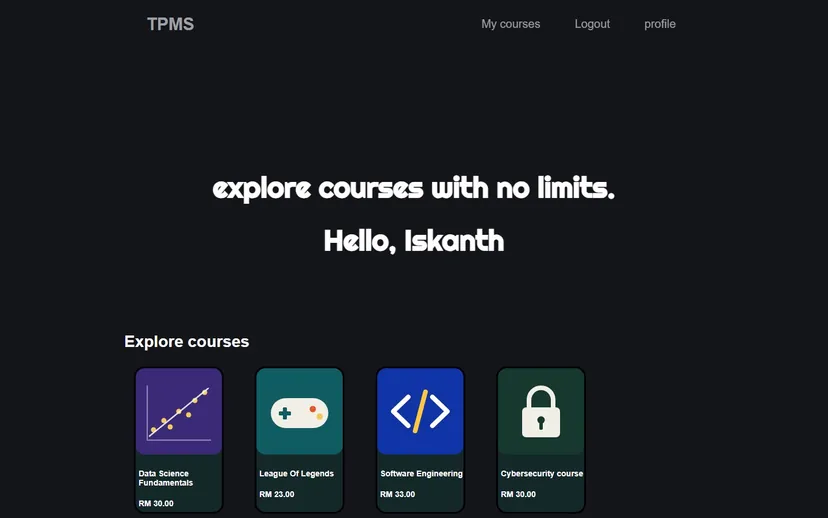 TPMS
My courses
Logout
profile
explore courses with no limits.
Hello, Iskanth
Explore courses
Data Science
Fundamentals
RM 30.00
League Of Legends
RM 23.00
Software Engineering
RM 33.00
Cybersecurity course
RM 30.00